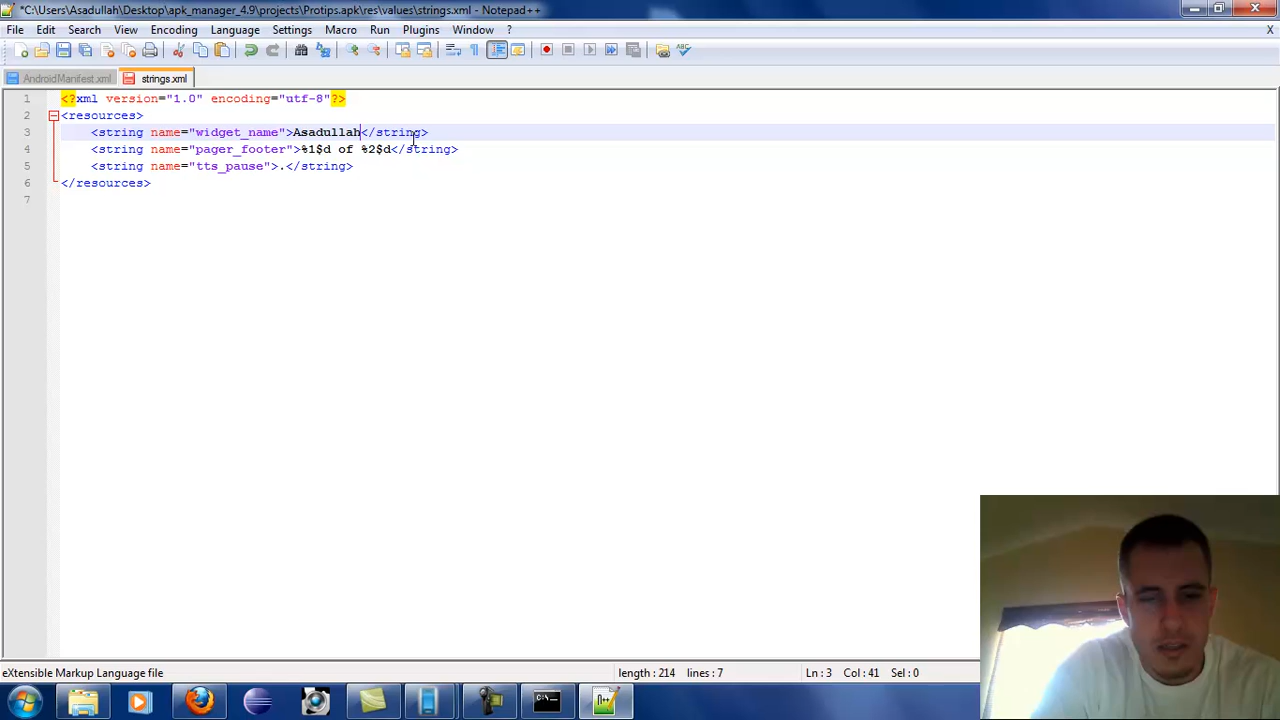 *C:\Users\Asadullah\Desktop\apk_manager_4.9\projects\Protips.apk\res\values\strings.xml - Notepad++
File Edit Search View Encoding Language Settings Macro Run Plugins Window ? X
AndroidManifest.xml strings.xml
1 <?xml version="1.0" encoding="utf-8"?>
2 <resources>
3 <string name="widget_name">Asadullah</string>
4 <string name="pager_footer">%1$d of %2$d</string>
5 <string name="tts_pause">.</string>
6 </resources>
7
eXtensible Markup Language file length : 214 lines : 7 Ln : 3 Col : 41 Sel : 0